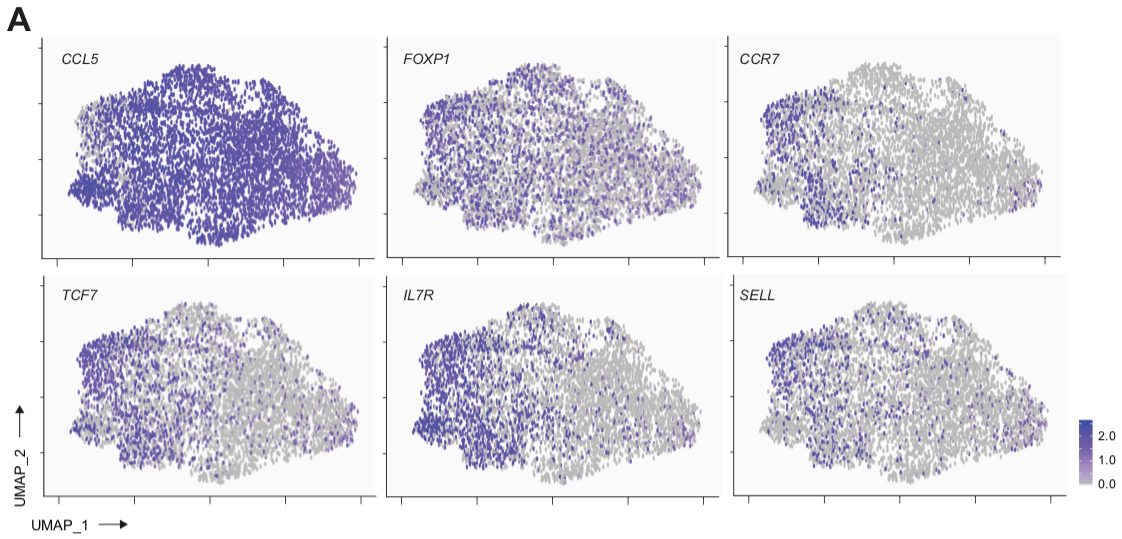 A
CCL5
FOXP1
CCR7
TCF7
IL7R
SELL
2.0
1.0
0.0
UMAP_2
UMAP_1